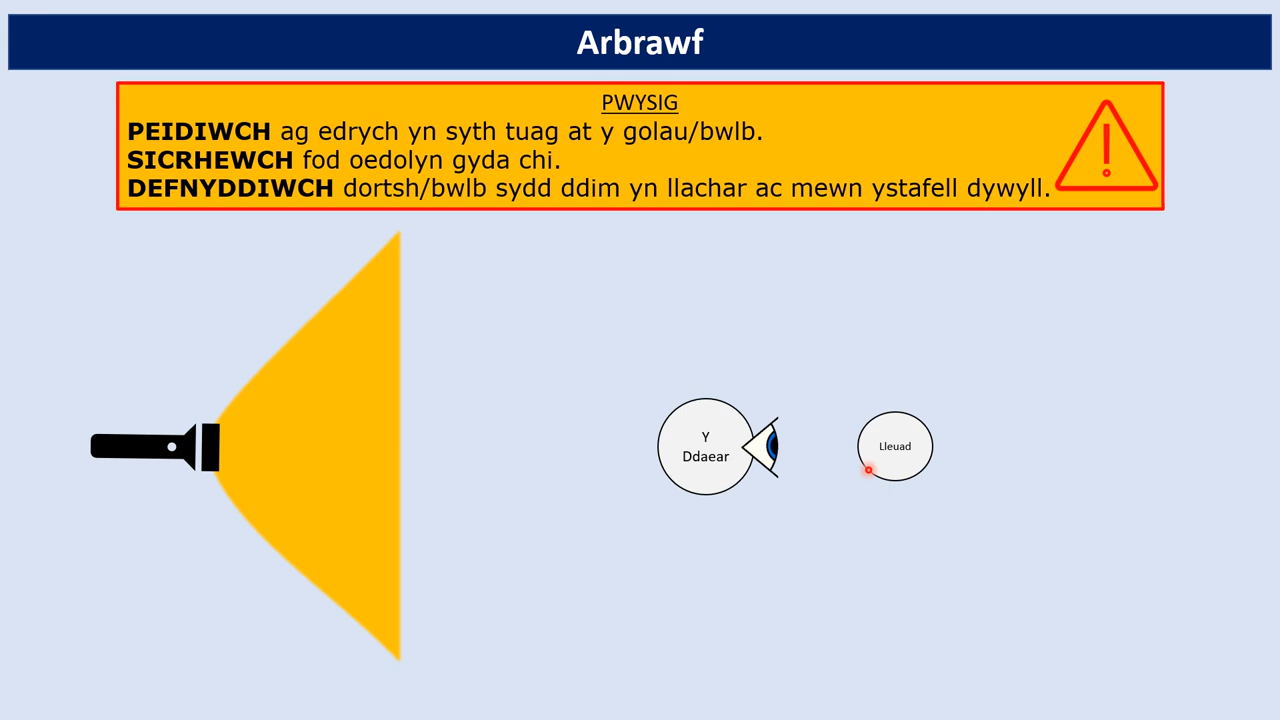 Arbrawf
PWYSIG
PEIDIWCH ag edrych yn syth tuag at y golau/bwlb.
SICRHEWCH fod oedolyn gyda chi.
DEFNYDDIWCH dortsh/bwlb sydd ddim yn llachar ac mewn ystafell dywyll.
Y
Ddaear
Lleuad